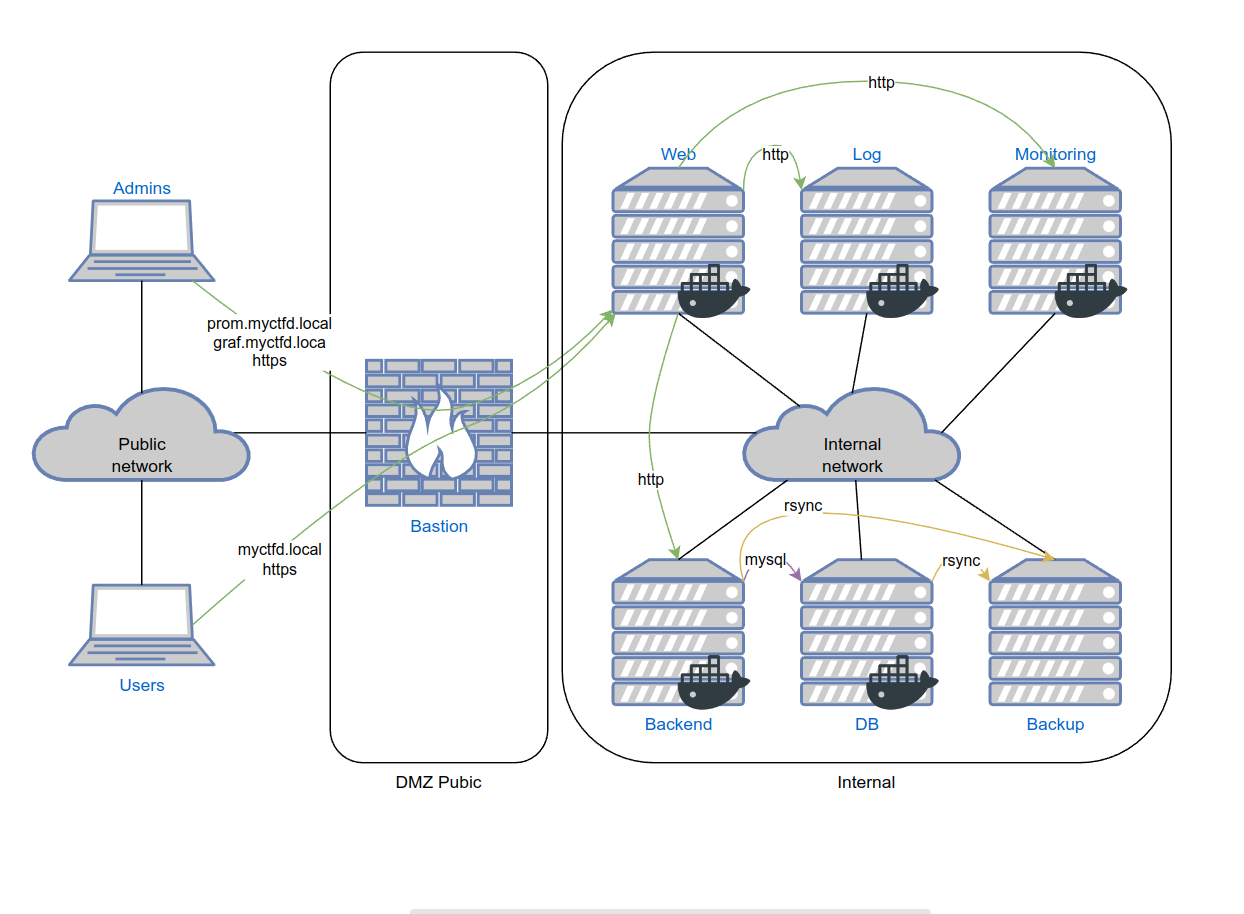 http
Web
http
Log
Monitoring
Admins
prom.myctfd.local
graf.myctfd.loca
https
Public
network
Internal
network
http
rsync
Bastion
myctfd.local
https
mysql
rsync
Users
Backend
DB
Backup
DMZ Pubic
Internal